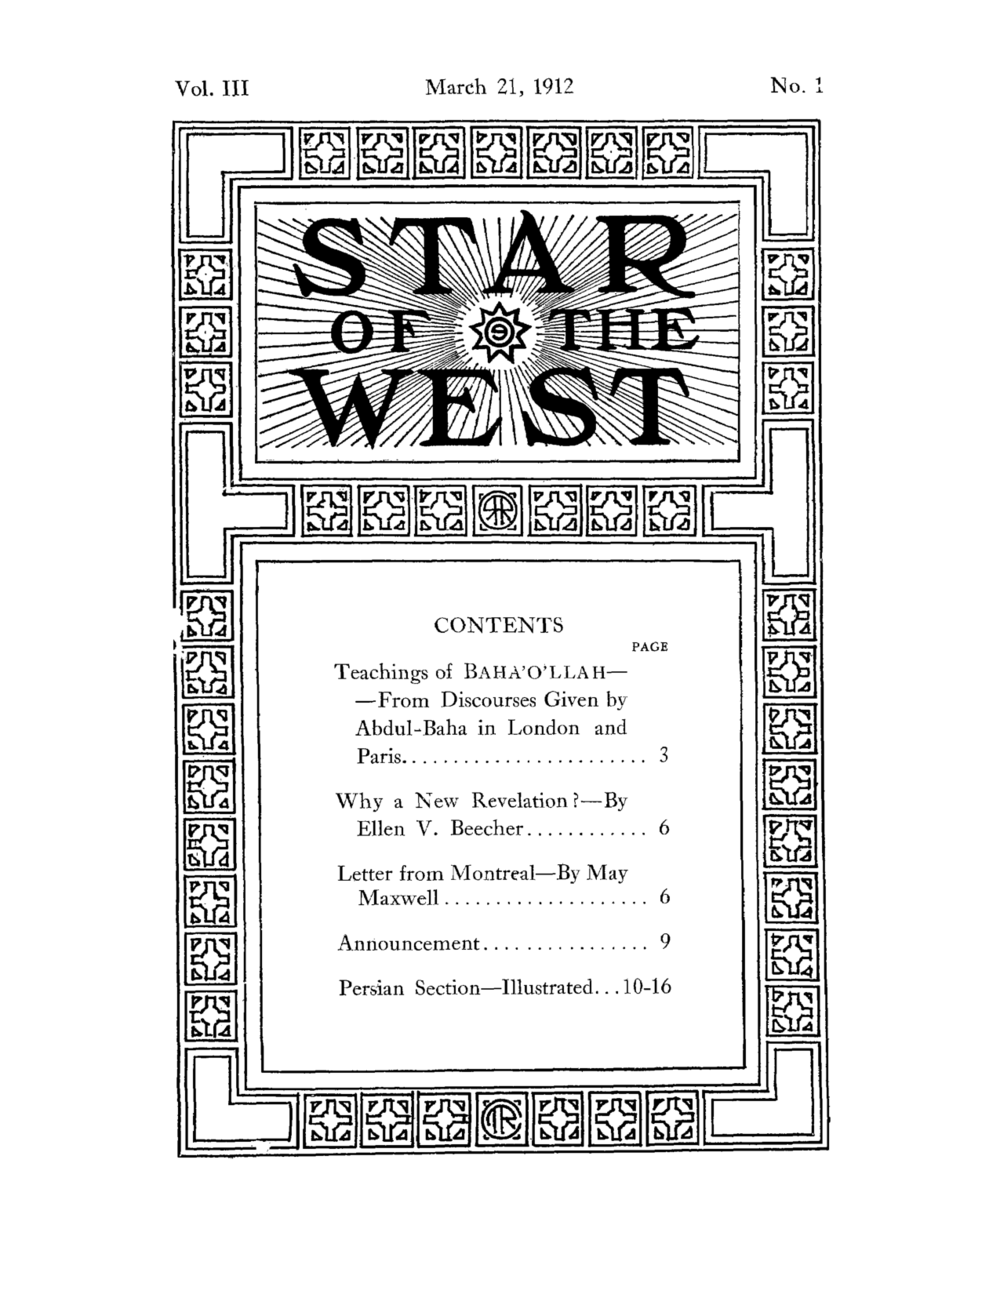 Vol. III March 21, 1912 No. 1
STAR
OF THE
WEST
9
CONTENTS
PAGE
Teachings of BAHA'O'LLAH—
—From Discourses Given by
Abdul-Baha in London and
Paris........................ 3
Why a New Revelation?—By
Ellen V. Beecher............ 6
Letter from Montreal—By May
Maxwell.................... 6
Announcement................ 9
Persian Section—Illustrated...10-16